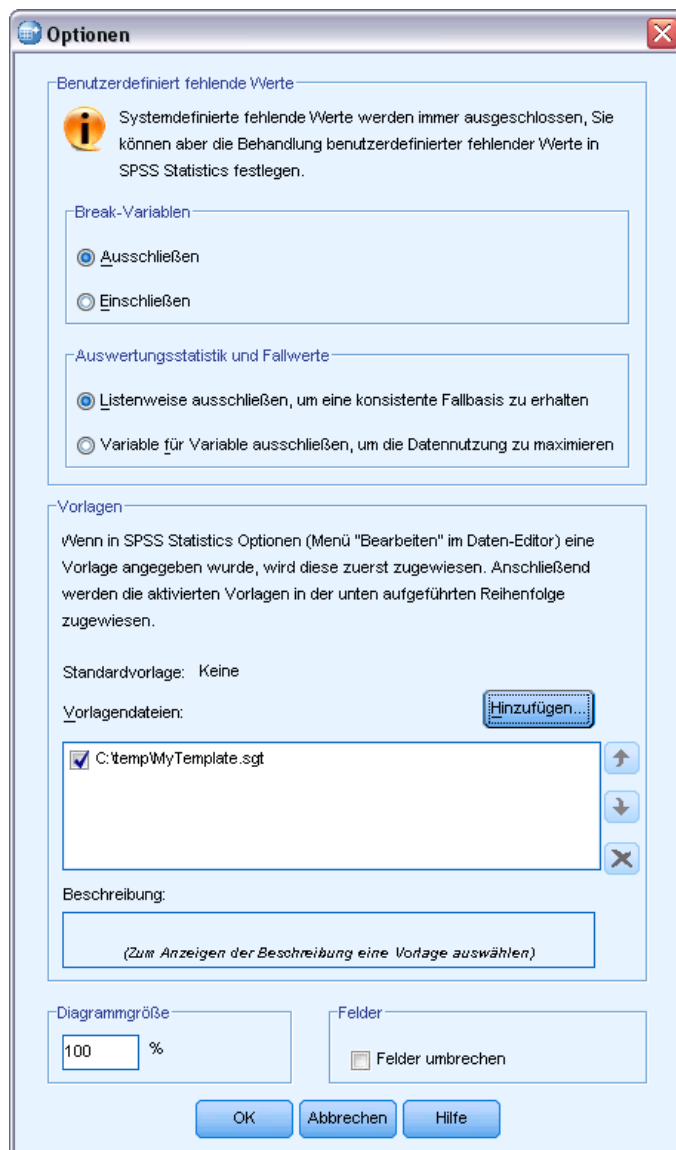 Optionen
Benutzerdefiniert fehlende Werte
Systemdefinierte fehlende Werte werden immer ausgeschlossen, Sie
können aber die Behandlung benutzerdefinierter fehlender Werte in
SPSS Statistics festlegen.
Break-Variablen
Ausschließen
Einschließen
Auswertungsstatistik und Fallwerte
Listenweise ausschließen, um eine konsistente Fallbasis zu erhalten
Variable für Variable ausschließen, um die Datennutzung zu maximieren
Vorlagen
Wenn in SPSS Statistics Optionen (Menü "Bearbeiten" im Daten-Editor) eine
Vorlage angegeben wurde, wird diese zuerst zugewiesen. Anschließend
werden die aktivierten Vorlagen in der unten aufgeführten Reihenfolge
zugewiesen.
Standardvorlage: Keine
Vorlagendateien:
Hinzufügen...
C:\temp\MyTemplate.sgt
Beschreibung:
(Zum Anzeigen der Beschreibung eine Vorlage auswählen)
Diagrammgröße
100 %
Felder
Felder umbrechen
OK
Abbrechen
Hilfe